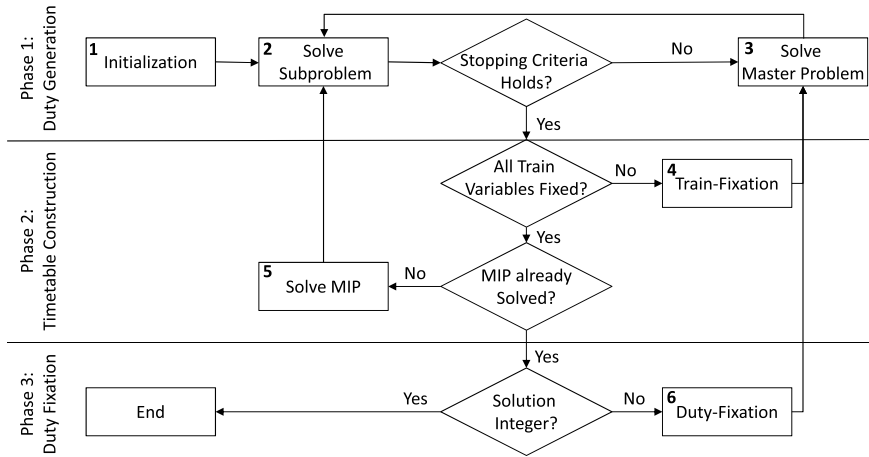 Phase 1:
Duty Generation
1
Initialization
2
Solve
Subproblem
Stopping Criteria
Holds?
No
3
Solve
Master Problem
Yes
Phase 2:
Timetable Construction
All Train
Variables Fixed?
No
4
Train-Fixation
Yes
5
Solve MIP
No
MIP already
Solved?
Yes
Phase 3:
Duty Fixation
End
Yes
Solution
Integer?
No
6
Duty-Fixation